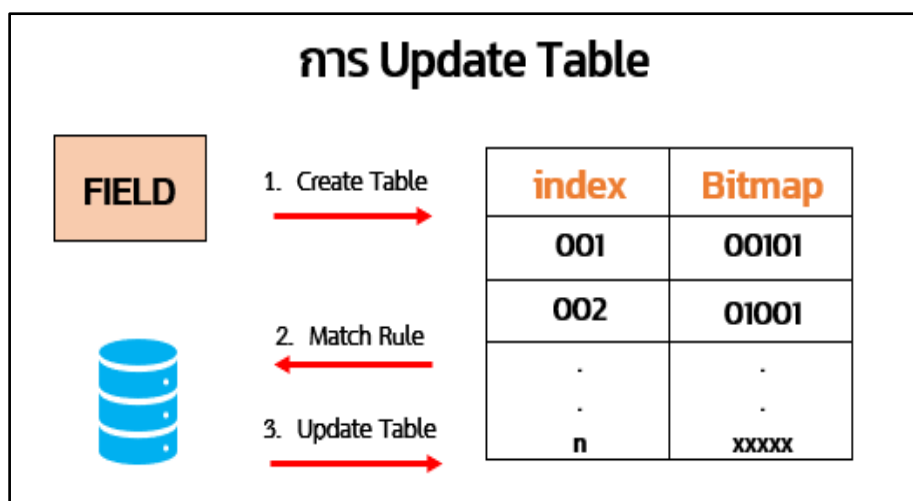 การ Update Table
FIELD
1. Create Table
2. Match Rule
3. Update Table
index Bitmap
001 00101
002 01001
. .
. .
n xxxxx